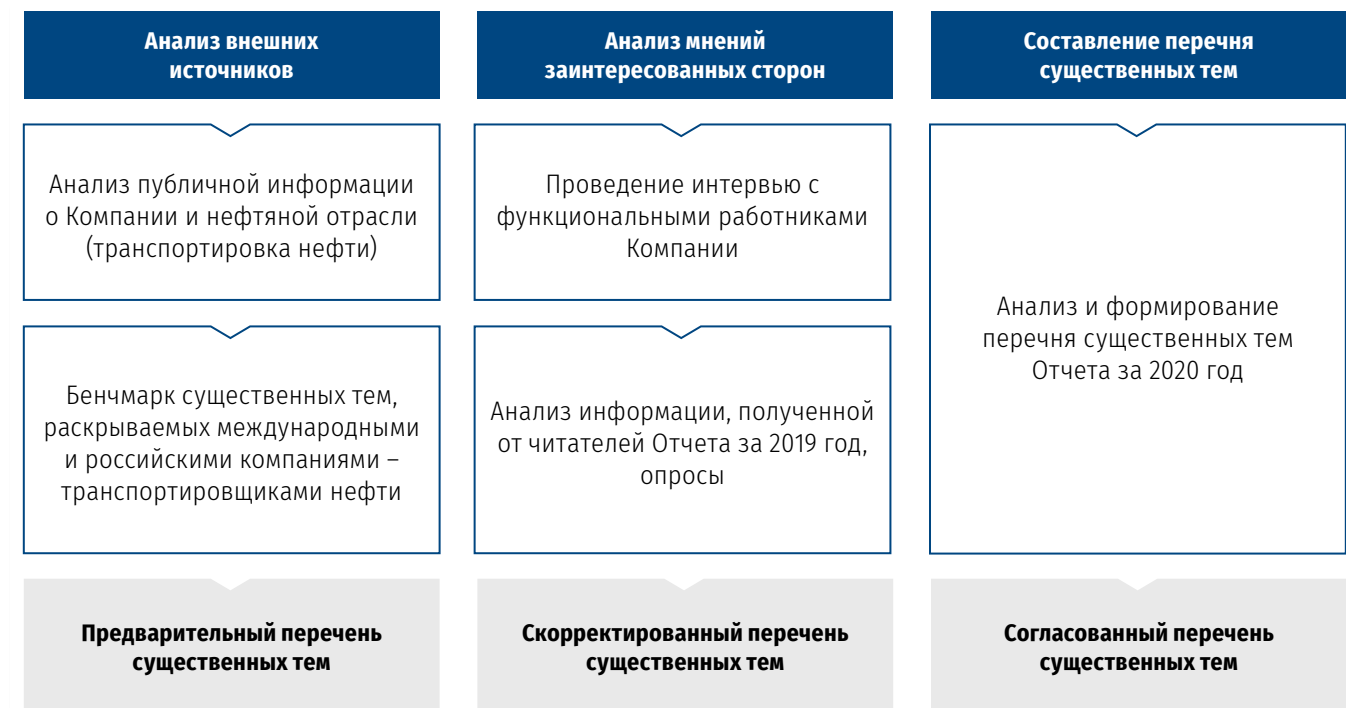 Анализ внешних
источников
Анализ публичной информации
о Компании и нефтяной отрасли
(транспортировка нефти)
Бенчмарк существенных тем,
раскрываемых международными
и российскими компаниями –
транспортировщиками нефти
Предварительный перечень
существенных тем
Анализ мнений
заинтересованных сторон
Проведение интервью с
функциональными работниками
Компании
Анализ информации, полученной
от читателей Отчета за 2019 год,
опросы
Скорректированный перечень
существенных тем
Составление перечня
существенных тем
Анализ и формирование
перечня существенных тем
Отчета за 2020 год
Согласованный перечень
существенных тем